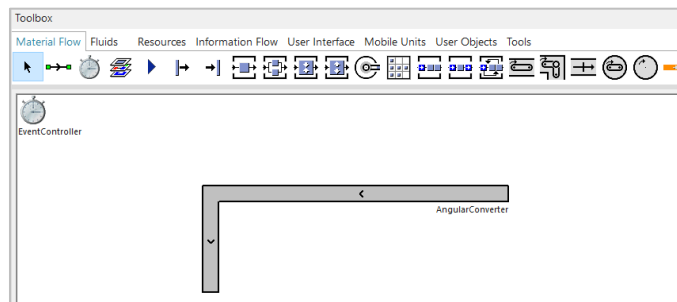 Toolbox
Material Flow Fluids Resources Information Flow User Interface Mobile Units User Objects Tools
EventController
AngularConverter